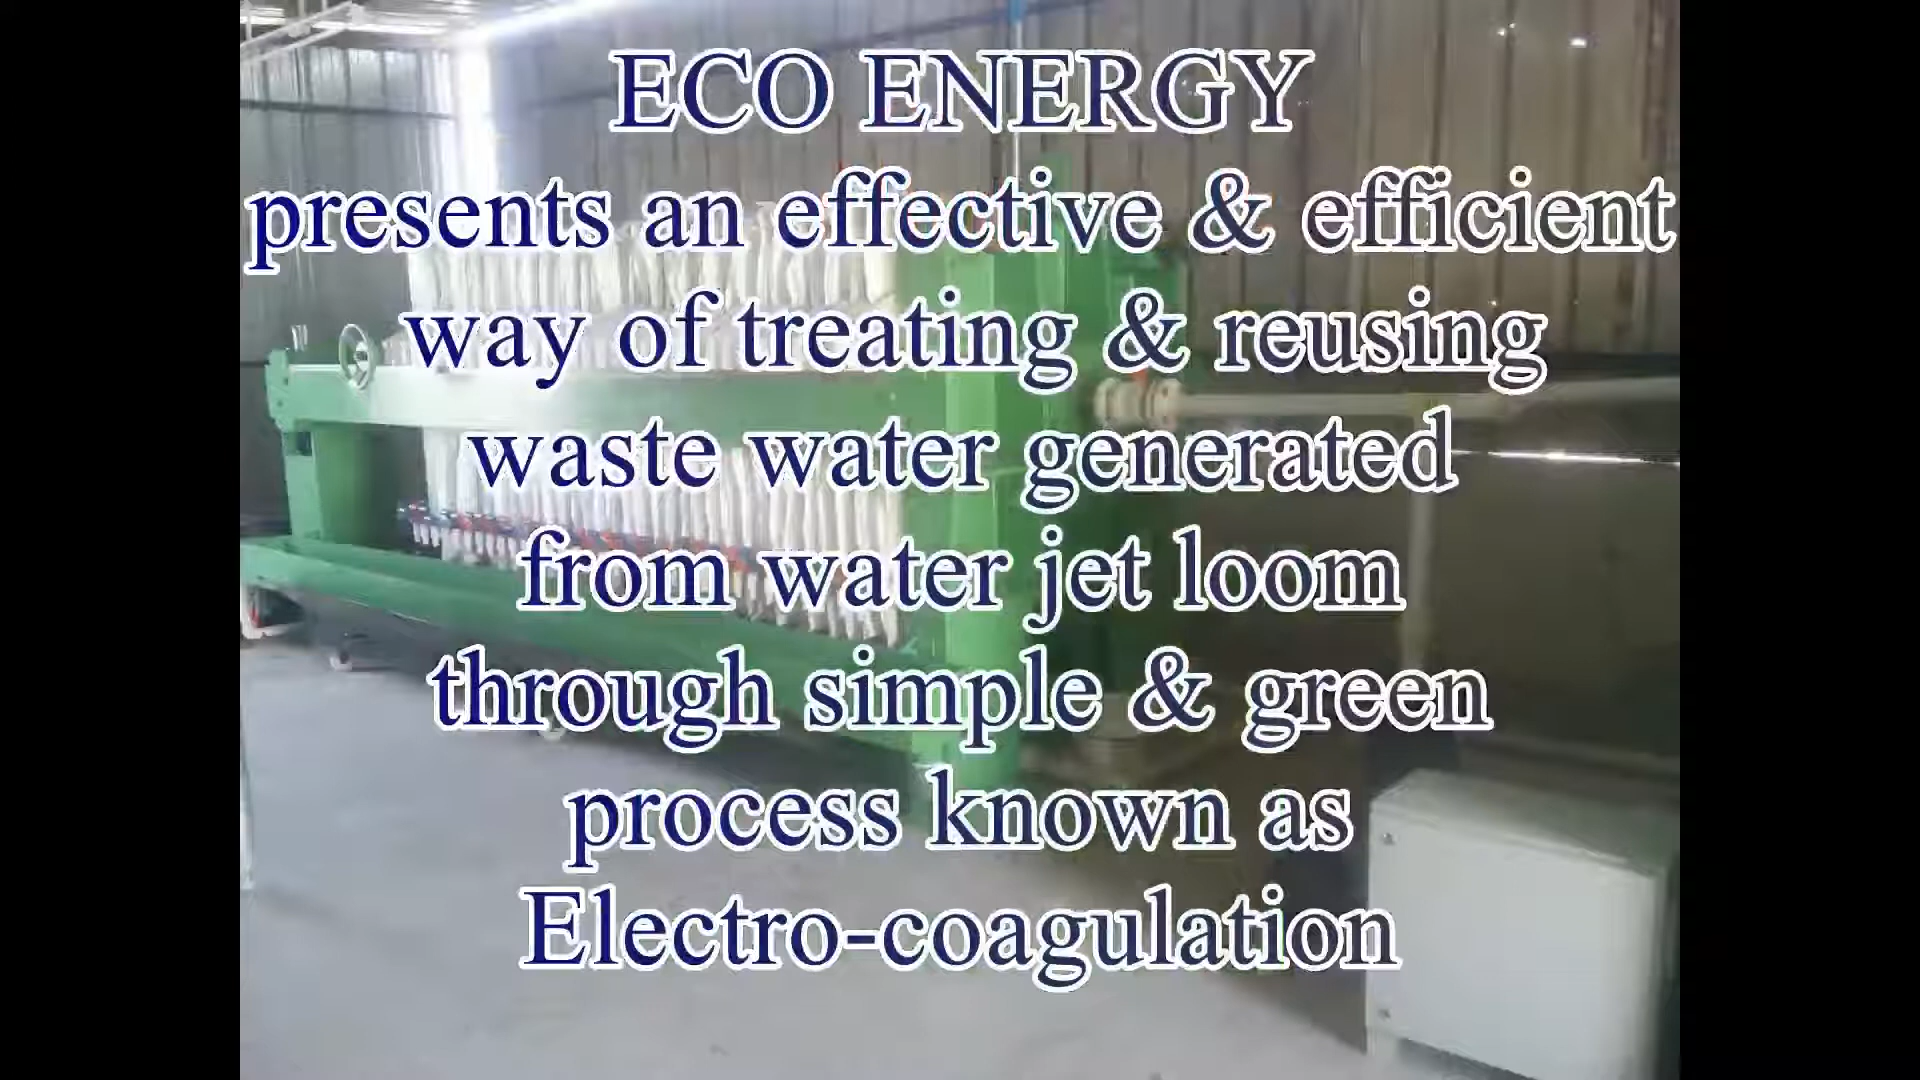 ECO ENERGY
presents an effective & efficient
way of treating & reusing
waste water generated
from water jet loom
through simple & green
process known as
Electro-coagulation